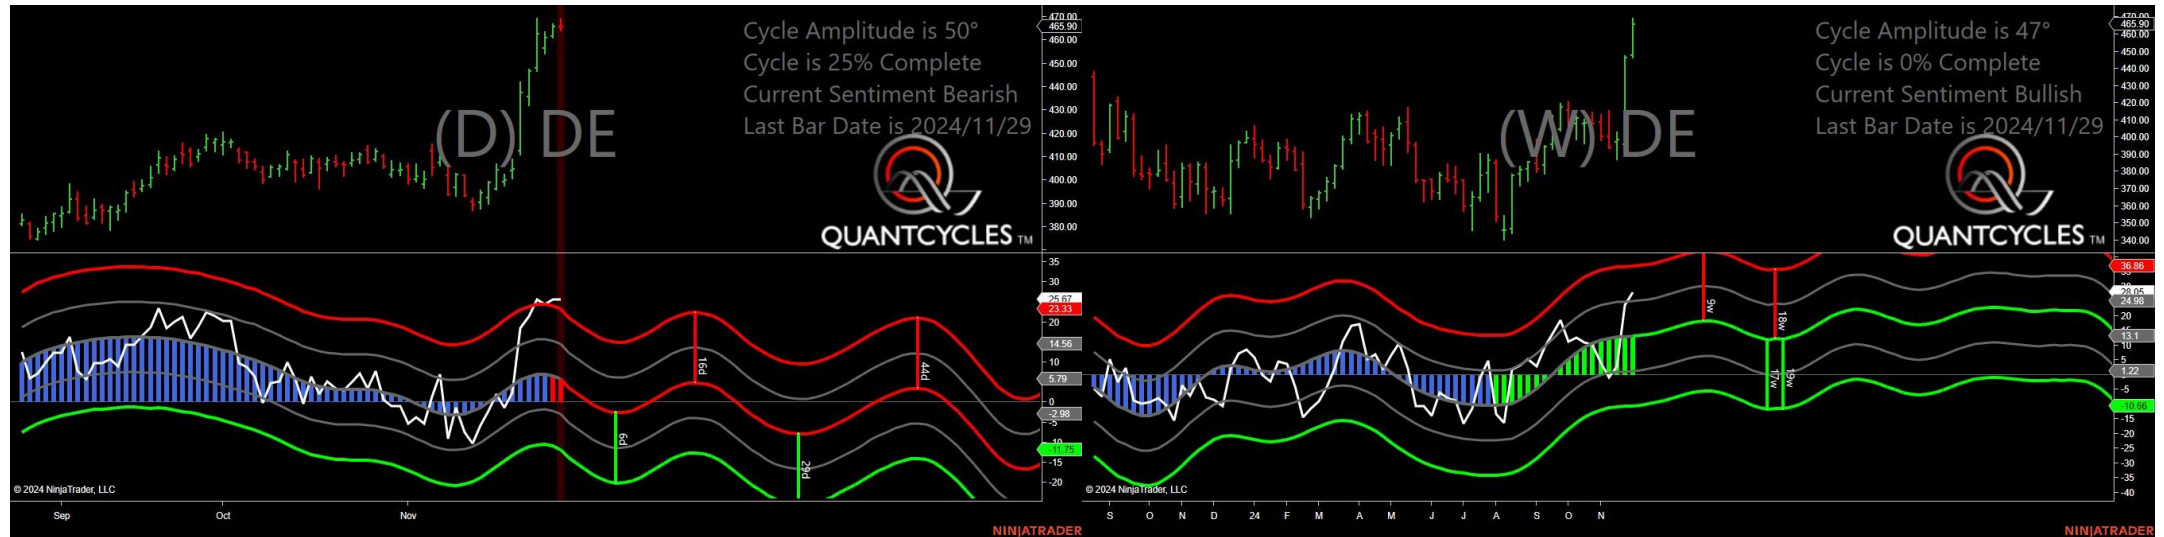 Cycle Amplitude is 50°
Cycle is 25% Complete
Current Sentiment Bearish
Last Bar Date is 2024/11/29
(D) DE
QUANTCYCLES TM
470.00
465.90
460.00
450.00
440.00
430.00
420.00
410.00
400.00
390.00
380.00
35
30
25.67
23.33
20
14.56
10
5.79
0
-2.98
-5
-10
-11.75
-15
-20
16d
44d
6d
29d
© 2024 NinjaTrader, LLC
Sep
Oct
Nov
NINJATRADER
Cycle Amplitude is 47°
Cycle is 0% Complete
Current Sentiment Bullish
Last Bar Date is 2024/11/29
(W) DE
QUANTCYCLES TM
470.00
465.90
460.00
450.00
440.00
430.00
420.00
410.00
400.00
390.00
380.00
370.00
360.00
350.00
340.00
36.86
28.05
24.98
20
13.1
10
5
1.22
-5
-10.66
-15
-20
-25
-30
-35
-40
9w
18w
17w
19w
© 2024 NinjaTrader, LLC
S O N D 24 F M A M J J A S O N
NINJATRADER